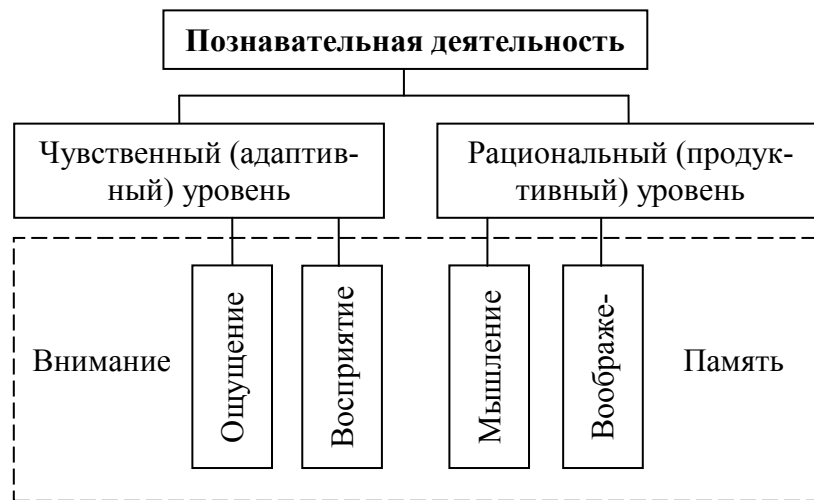 Познавательная деятельность
Чувственный (адаптив-
ный) уровень
Рациональный (продук-
тивный) уровень
Внимание
Ощущение
Восприятие
Мышление
Воображе-
Память